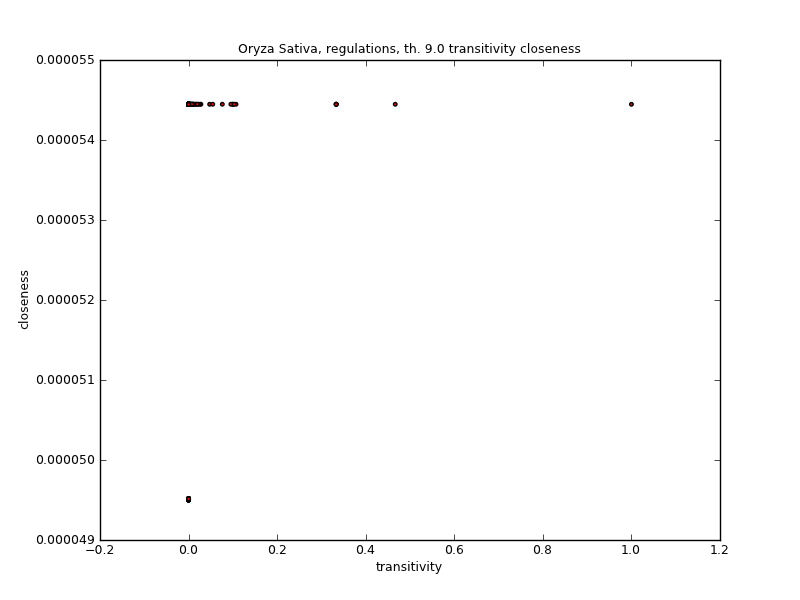 Oryza Sativa, regulations, th. 9.0 transitivity closeness
0.000055
0.000054
0.000053
0.000052
0.000051
0.000050
0.000049
closeness
−0.2 0.0 0.2 0.4 0.6 0.8 1.0 1.2
transitivity